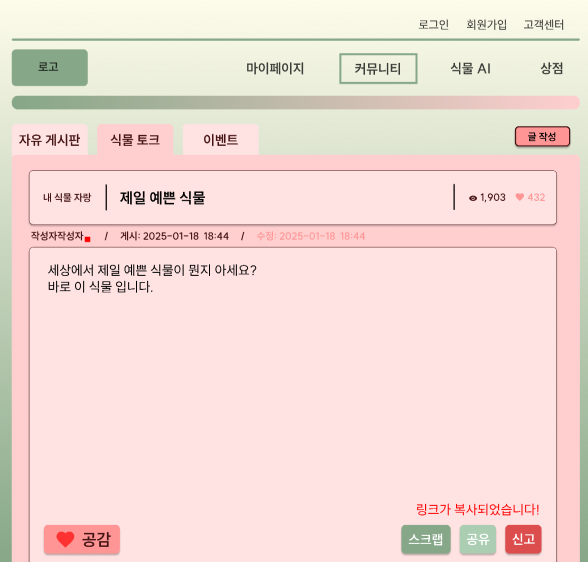 로그인 회원가입 고객센터
로고 마이페이지 커뮤니티 식물 AI 상점
자유 게시판 식물 토크 이벤트 글 작성
내 식물 자랑 제일 예쁜 식물 1,903 432
작성자작성자 / 게시: 2025-01-18 18:44 / 수정: 2025-01-18 18:44
세상에서 제일 예쁜 식물이 뭔지 아세요?
바로 이 식물 입니다.
링크가 복사되었습니다!
공감 스크랩 공유 신고